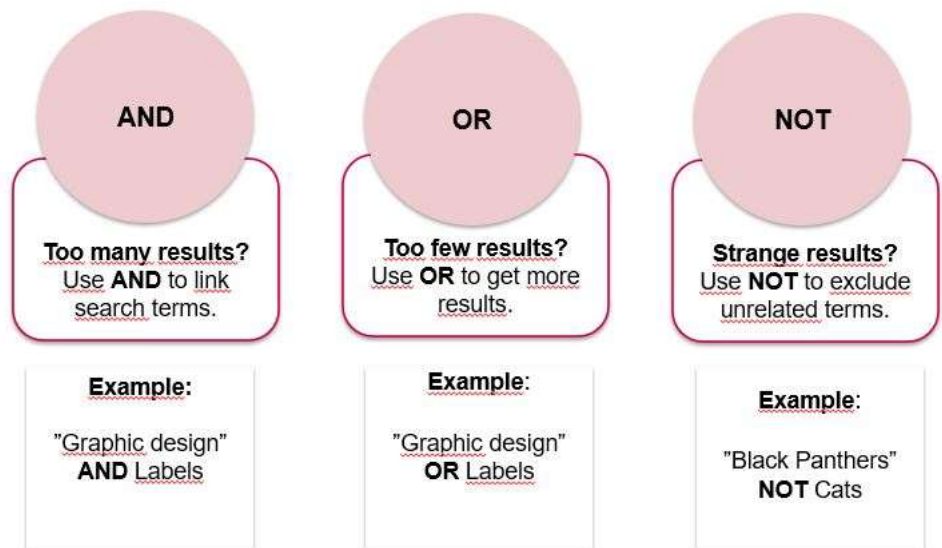 AND
Too many results?
Use AND to link
search terms.
Example:
”Graphic design”
AND Labels
OR
Too few results?
Use OR to get more
results.
Example:
”Graphic design”
OR Labels
NOT
Strange results?
Use NOT to exclude
unrelated terms.
Example:
”Black Panthers”
NOT Cats